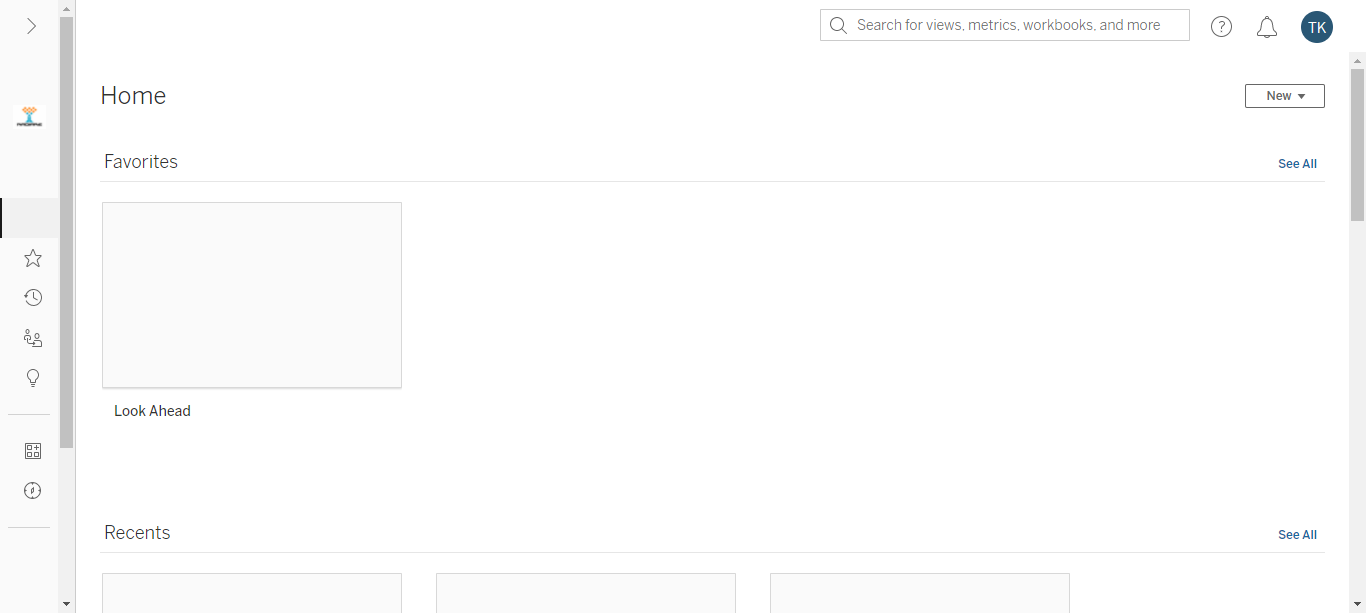 Search for views, metrics, workbooks, and more
?
TK
Home
New
Favorites
See All
Look Ahead
Recents
See All